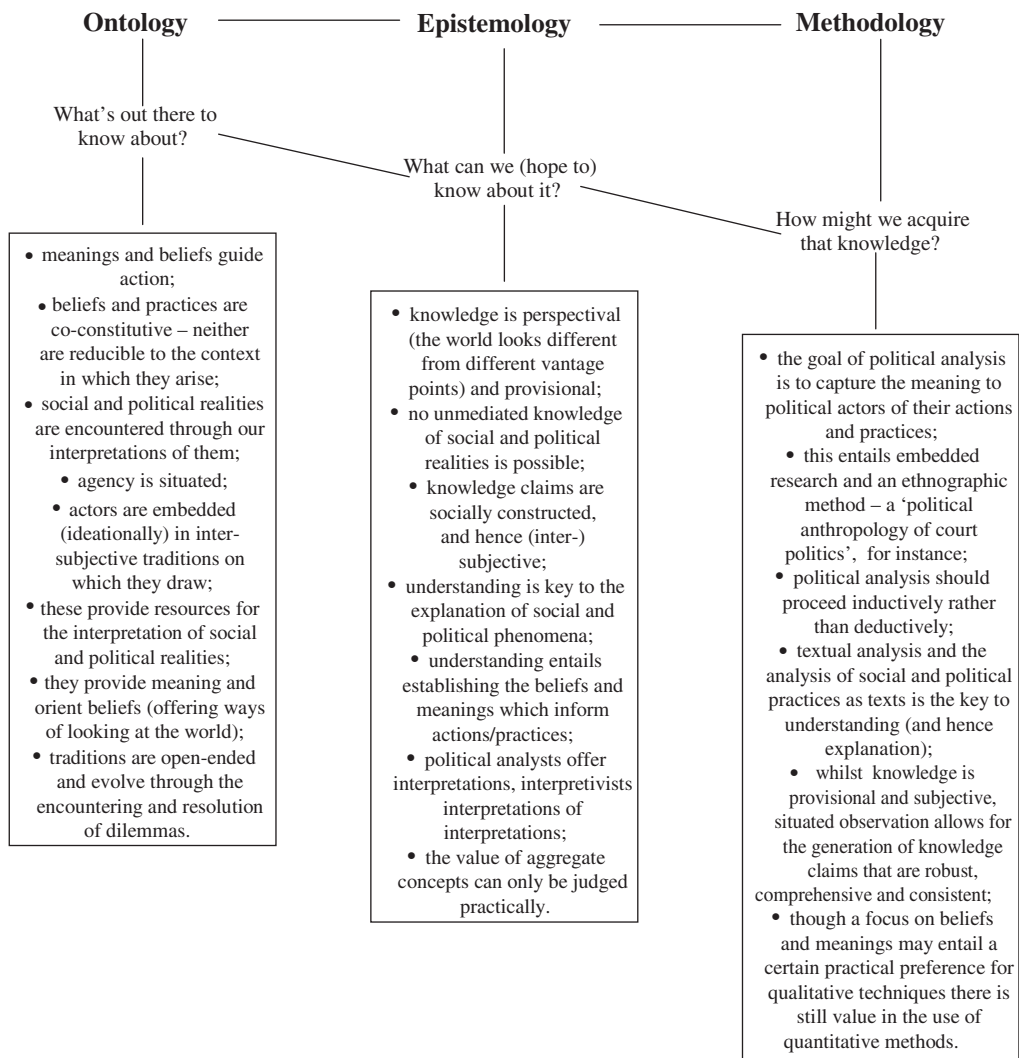 Ontology
Epistemology
Methodology
What's out there to
know about?
What can we (hope to)
know about it?
How might we acquire
that knowledge?
• meanings and beliefs guide
action;
• beliefs and practices are
co-constitutive – neither
are reducible to the context
in which they arise;
• social and political realities
are encountered through our
interpretations of them;
• agency is situated;
• actors are embedded
(ideationally) in inter-
subjective traditions on
which they draw;
• these provide resources for
the interpretation of social
and political realities;
• they provide meaning and
orient beliefs (offering ways
of looking at the world);
• traditions are open-ended
and evolve through the
encountering and resolution
of dilemmas.
• knowledge is perspectival
(the world looks different
from different vantage
points) and provisional;
• no unmediated knowledge
of social and political
realities is possible;
• knowledge claims are
socially constructed,
and hence (inter-)
subjective;
• understanding is key to the
explanation of social and
political phenomena;
• understanding entails
establishing the beliefs and
meanings which inform
actions/practices;
• political analysts offer
interpretations, interpretivists
interpretations of
interpretations;
• the value of aggregate
concepts can only be judged
practically.
• the goal of political analysis
is to capture the meaning to
political actors of their actions
and practices;
• this entails embedded
research and an ethnographic
method – a 'political
anthropology of court
politics', for instance;
• political analysis should
proceed inductively rather
than deductively;
• textual analysis and the
analysis of social and political
practices as texts is the key to
understanding (and hence
explanation);
• whilst knowledge is
provisional and subjective,
situated observation allows for
the generation of knowledge
claims that are robust,
comprehensive and consistent;
• though a focus on beliefs
and meanings may entail a
certain practical preference for
qualitative techniques there is
still value in the use of
quantitative methods.